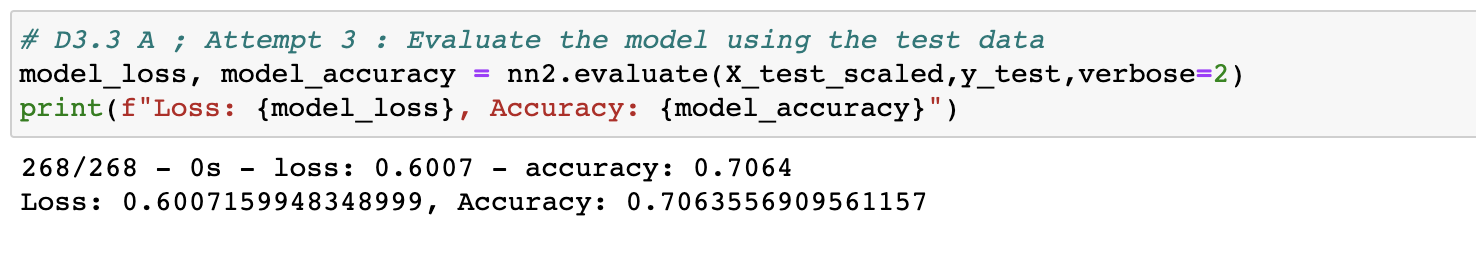 # D3.3 A ; Attempt 3 : Evaluate the model using the test data
model_loss, model_accuracy = nn2.evaluate(X_test_scaled,y_test,verbose=2)
print(f"Loss: {model_loss}, Accuracy: {model_accuracy}")
268/268 - 0s - loss: 0.6007 - accuracy: 0.7064
Loss: 0.6007159948348999, Accuracy: 0.7063556909561157